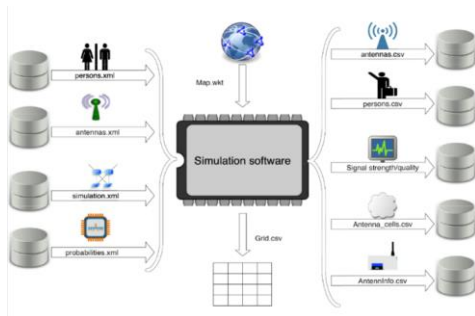 persons.xml
antennas.xml
simulation.xml
probabilities.xml
Map.wkt
Simulation software
Grid.csv
antennas.csv
persons.csv
Signal strength/quality
Antenna_cells.csv
AntennInfo.csv